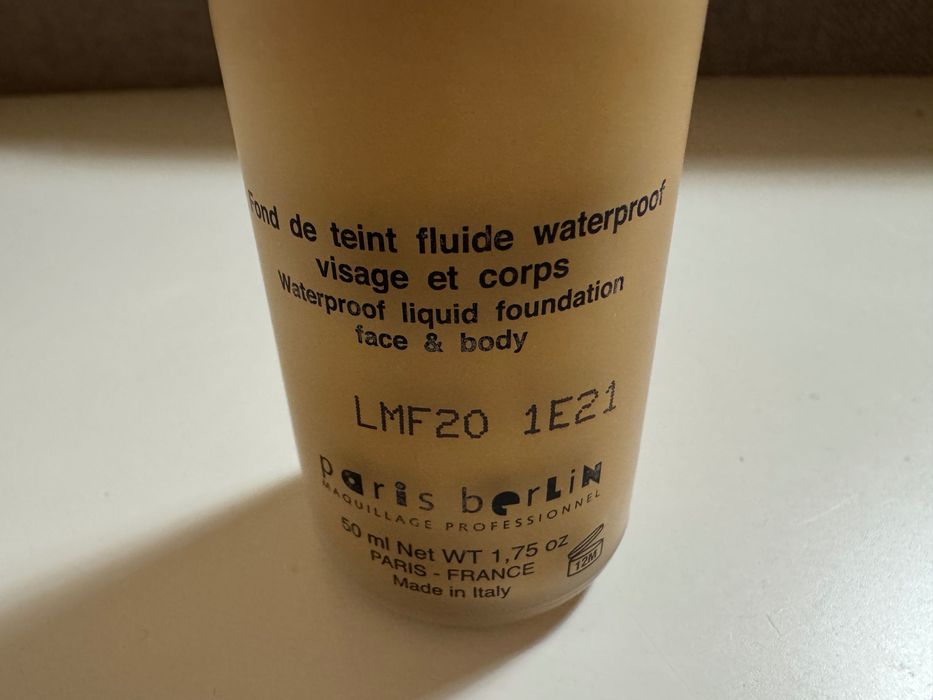 Fond de teint fluide waterproof
visage et corps
Waterproof liquid foundation
face & body
LMF20 1E21
paris berLiN
MAQUILLAGE PROFESSIONNEL
50 ml Net WT 1,75 oz
12M
PARIS - FRANCE
Made in Italy